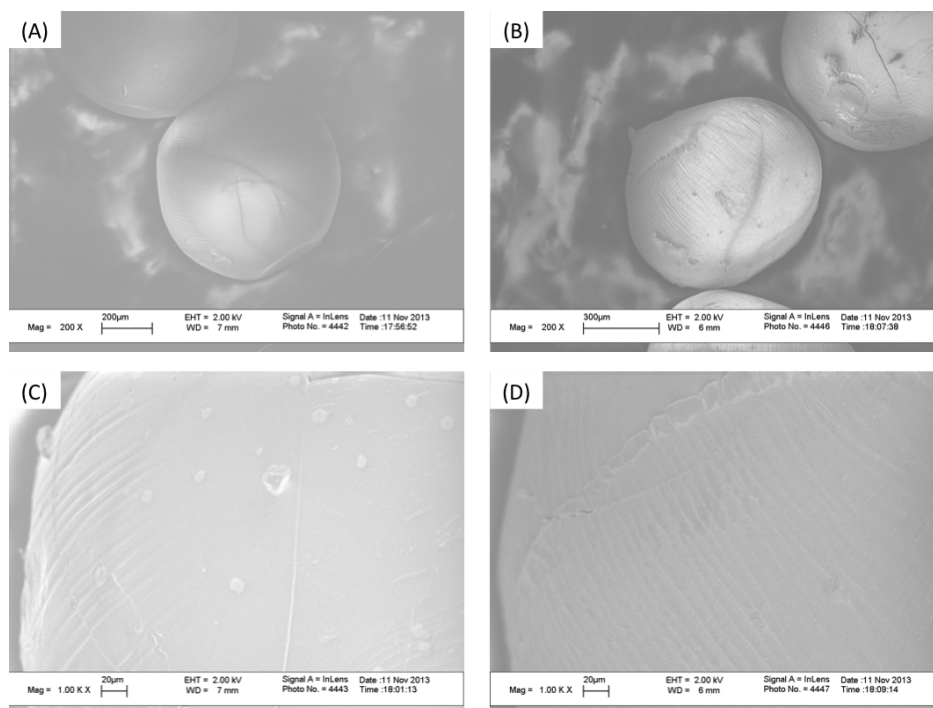 (A)
200µm
Mag = 200 X
EHT = 2.00 kV
WD = 7 mm
Signal A = InLens
Photo No. = 4442
Date :11 Nov 2013
Time :17:56:52
(B)
300µm
Mag = 200 X
EHT = 2.00 kV
WD = 6 mm
Signal A = InLens
Photo No. = 4446
Date :11 Nov 2013
Time :18:07:38
(C)
20µm
Mag = 1.00 K X
EHT = 2.00 kV
WD = 7 mm
Signal A = InLens
Photo No. = 4443
Date :11 Nov 2013
Time :18:01:13
(D)
20µm
Mag = 1.00 K X
EHT = 2.00 kV
WD = 6 mm
Signal A = InLens
Photo No. = 4447
Date :11 Nov 2013
Time :18:09:14